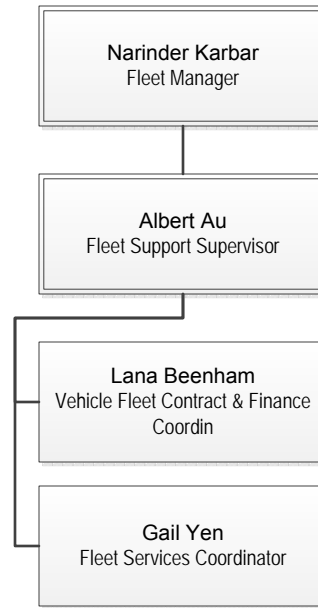 Narinder Karbar
Fleet Manager
Albert Au
Fleet Support Supervisor
Lana Beenham
Vehicle Fleet Contract & Finance
Coordin
Gail Yen
Fleet Services Coordinator